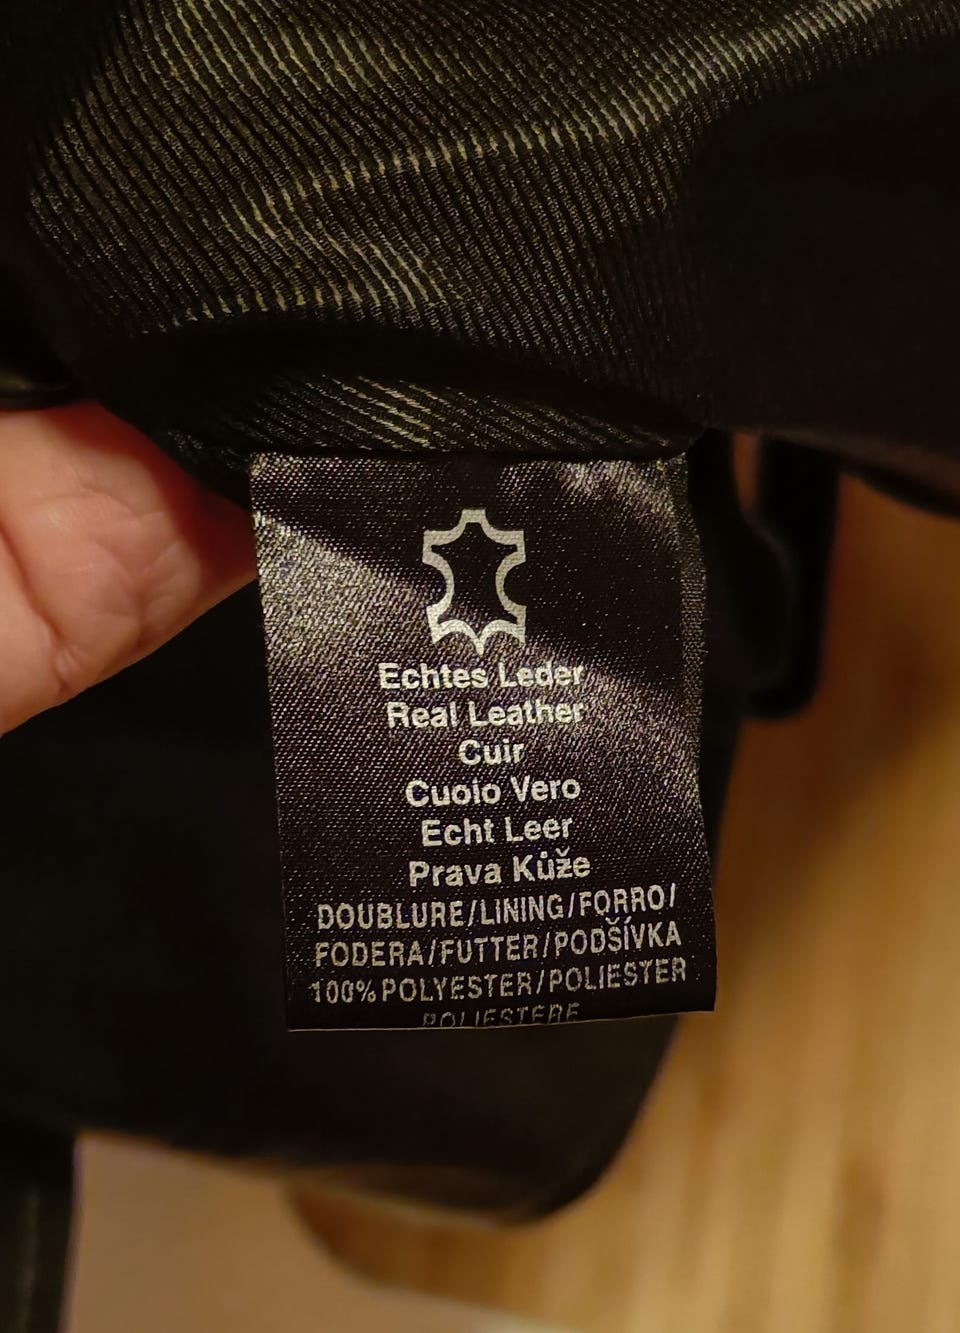 Echtes Leder
Real Leather
Cuir
Cuoio Vero
Echt Leer
Prava Kůže
DOUBLURE/LINING/FORRO/
FODERA/FUTTER/PODŠÍVKA
100% POLYESTER/POLIESTER
POLIESTERE